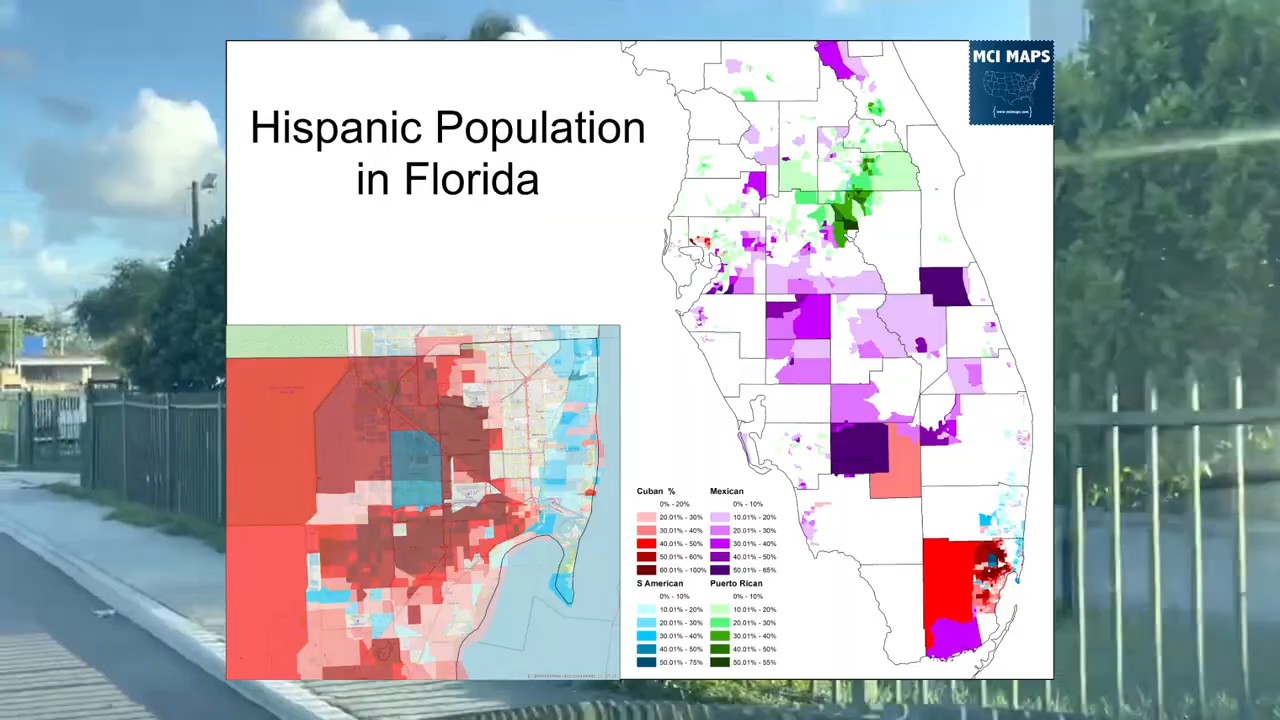 Hispanic Population
in Florida
MCI MAPS
(www.mcimaps.com)
Cuban %
0% - 20%
20.01% - 30%
30.01% - 40%
40.01% - 50%
50.01% - 60%
60.01% - 100%
Mexican
0% - 10%
10.01% - 20%
20.01% - 30%
30.01% - 40%
40.01% - 50%
50.01% - 65%
S American
0% - 10%
10.01% - 20%
20.01% - 30%
30.01% - 40%
40.01% - 50%
50.01% - 75%
Puerto Rican
0% - 10%
10.01% - 20%
20.01% - 30%
30.01% - 40%
40.01% - 50%
50.01% - 55%